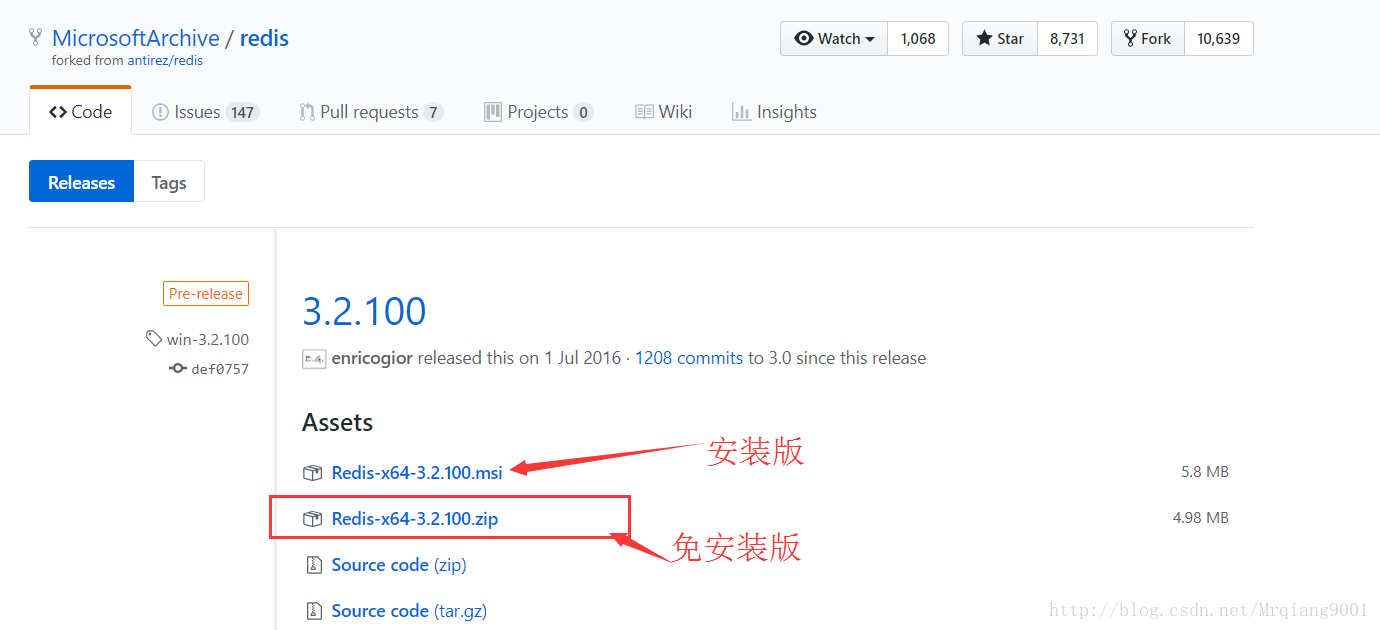 MicrosoftArchive / redis
forked from antirez/redis
Watch 1,068 Star 8,731 Fork 10,639
Code Issues 147 Pull requests 7 Projects 0 Wiki Insights
Releases Tags
Pre-release
win-3.2.100
def0757
3.2.100
enricogior released this on 1 Jul 2016 · 1208 commits to 3.0 since this release
Assets
安装版
Redis-x64-3.2.100.msi 5.8 MB
Redis-x64-3.2.100.zip 4.98 MB
免安装版
Source code (zip)
Source code (tar.gz)
http://blog.csdn.net/Mrqiang9001